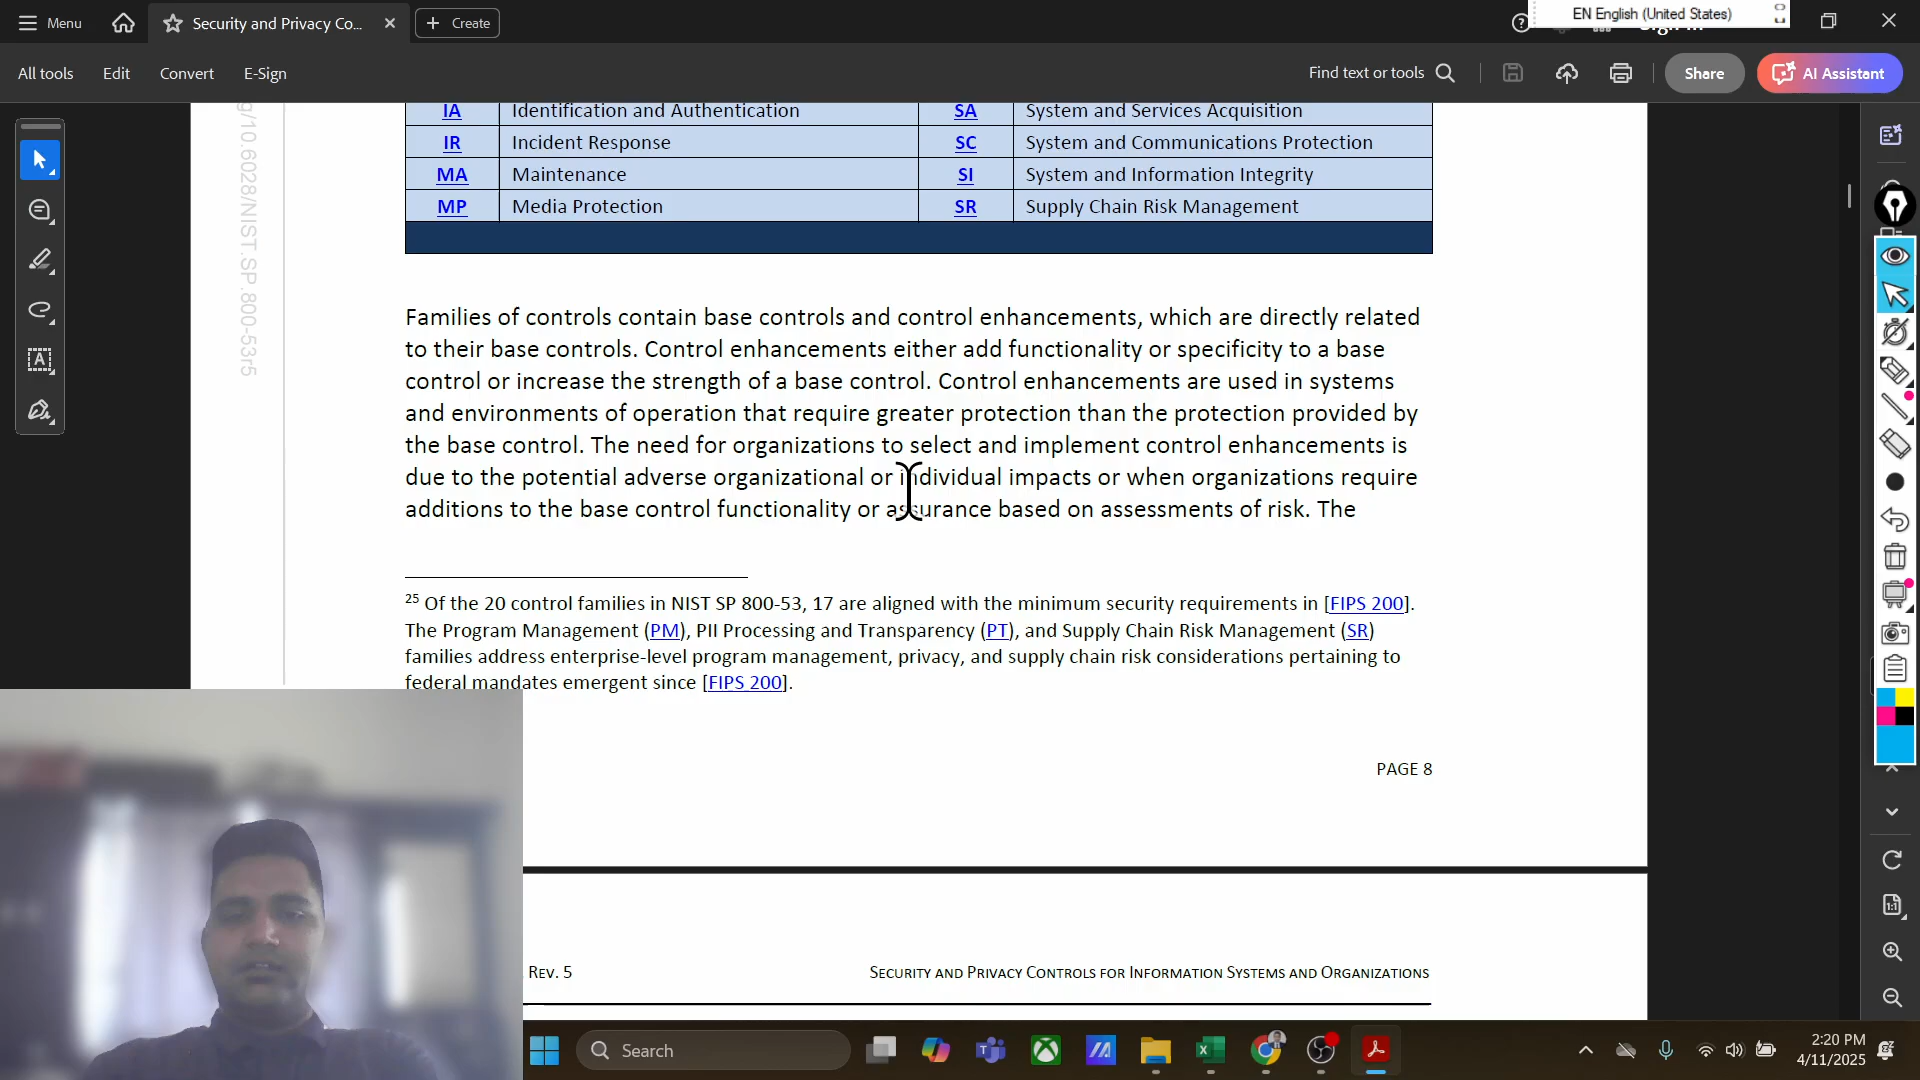 Menu
Security and Privacy Co...
Create
EN English (United States)
All tools
Edit
Convert
E-Sign
Find text or tools
Share
AI Assistant
IA Identification and Authentication SA System and Services Acquisition
IR Incident Response SC System and Communications Protection
MA Maintenance SI System and Information Integrity
MP Media Protection SR Supply Chain Risk Management
g/10.6028/NIST.SP.800-53r5
Families of controls contain base controls and control enhancements, which are directly related
to their base controls. Control enhancements either add functionality or specificity to a base
control or increase the strength of a base control. Control enhancements are used in systems
and environments of operation that require greater protection than the protection provided by
the base control. The need for organizations to select and implement control enhancements is
due to the potential adverse organizational or individual impacts or when organizations require
additions to the base control functionality or assurance based on assessments of risk. The
25 Of the 20 control families in NIST SP 800-53, 17 are aligned with the minimum security requirements in [FIPS 200].
The Program Management (PM), PII Processing and Transparency (PT), and Supply Chain Risk Management (SR)
families address enterprise-level program management, privacy, and supply chain risk considerations pertaining to
federal mandates emergent since [FIPS 200].
PAGE 8
REV. 5
SECURITY AND PRIVACY CONTROLS FOR INFORMATION SYSTEMS AND ORGANIZATIONS
Search
2:20 PM
4/11/2025